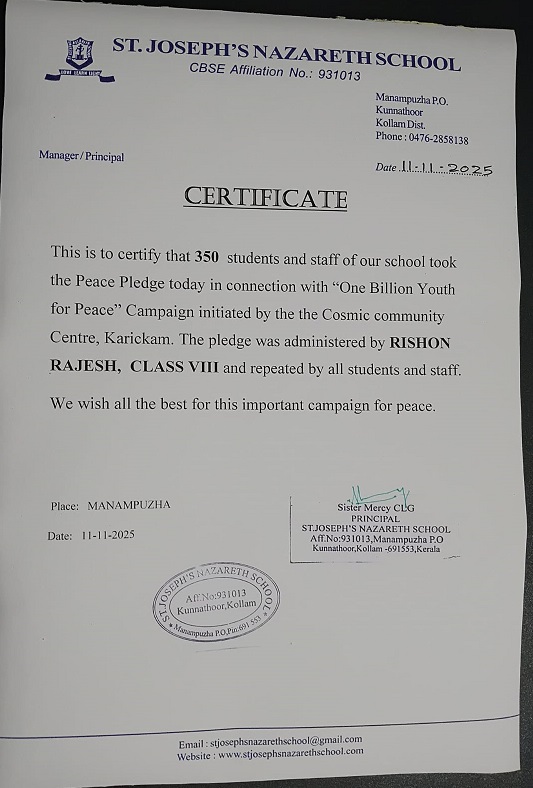 ST. JOSEPH'S NAZARETH SCHOOL
CBSE Affiliation No.: 931013
Manampuzha P.O.
Kunnathoor
Kollam Dist.
Phone : 0476-2858138
Manager/Principal
Date 11-11-2025
CERTIFICATE
This is to certify that 350 students and staff of our school took
the Peace Pledge today in connection with “One Billion Youth
for Peace” Campaign initiated by the the Cosmic community
Centre, Karickam. The pledge was administered by RISHON
RAJESH, CLASS VIII and repeated by all students and staff.
We wish all the best for this important campaign for peace.
Place: MANAMPUZHA
Date: 11-11-2025
Sister Mercy CLG
PRINCIPAL
ST.JOSEPH'S NAZARETH SCHOOL
Aff.No:931013,Manampuzha P.O
Kunnathoor,Kollam -691553,Kerala
ST.JOSEPH'S NAZARETH SCHOOL
Aff.No:931013
Kunnathoor,Kollam
Manampuzha P.O,Pin:691 553
Email : stjosephsnazarethschool@gmail.com
Website : www.stjosephsnazarethschool.com